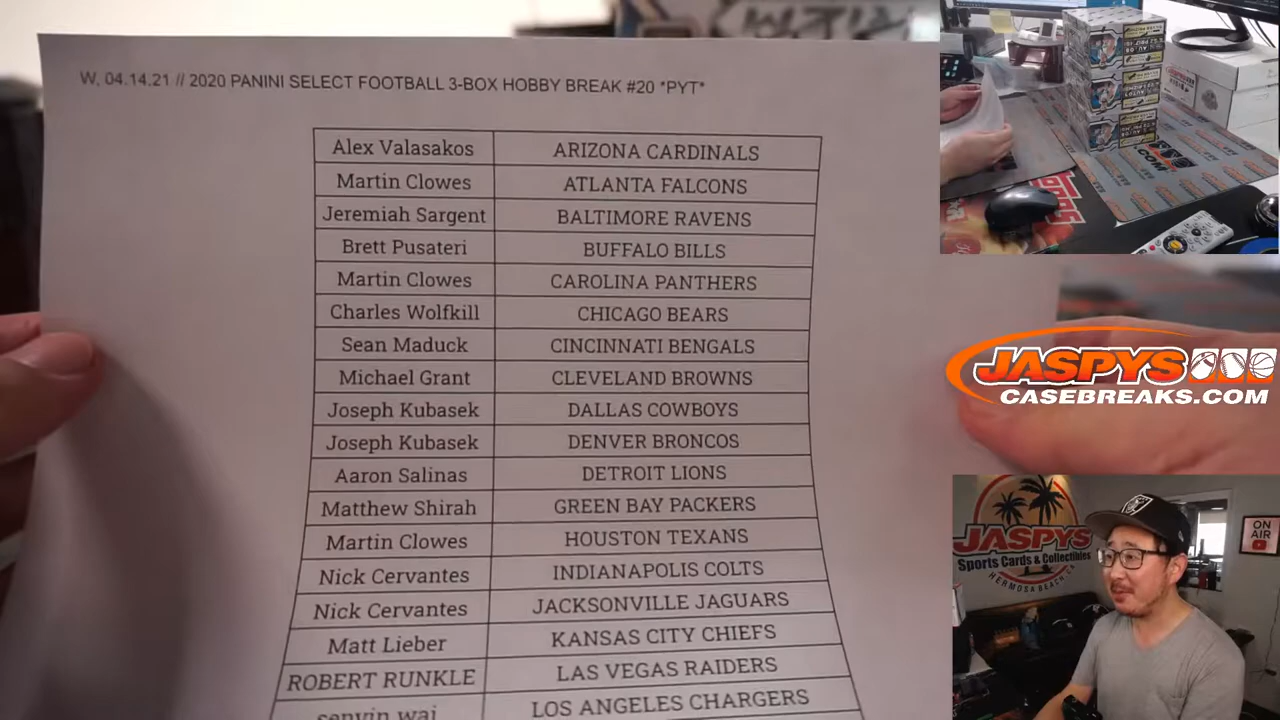 W, 04.14.21 // 2020 PANINI SELECT FOOTBALL 3-BOX HOBBY BREAK #20 *PYT*
Alex Valasakos ARIZONA CARDINALS
Martin Clowes ATLANTA FALCONS
Jeremiah Sargent BALTIMORE RAVENS
Brett Pusateri BUFFALO BILLS
Martin Clowes CAROLINA PANTHERS
Charles Wolfkill CHICAGO BEARS
Sean Maduck CINCINNATI BENGALS
Michael Grant CLEVELAND BROWNS
Joseph Kubasek DALLAS COWBOYS
Joseph Kubasek DENVER BRONCOS
Aaron Salinas DETROIT LIONS
Matthew Shirah GREEN BAY PACKERS
Martin Clowes HOUSTON TEXANS
Nick Cervantes INDIANAPOLIS COLTS
Nick Cervantes JACKSONVILLE JAGUARS
Matt Lieber KANSAS CITY CHIEFS
ROBERT RUNKLE LAS VEGAS RAIDERS
senvin wai LOS ANGELES CHARGERS
JASPYS
CASEBREAKS.COM
JASPYS
Sports Cards & Collectibles
HERMOSA BEACH, CA
ON
AIR